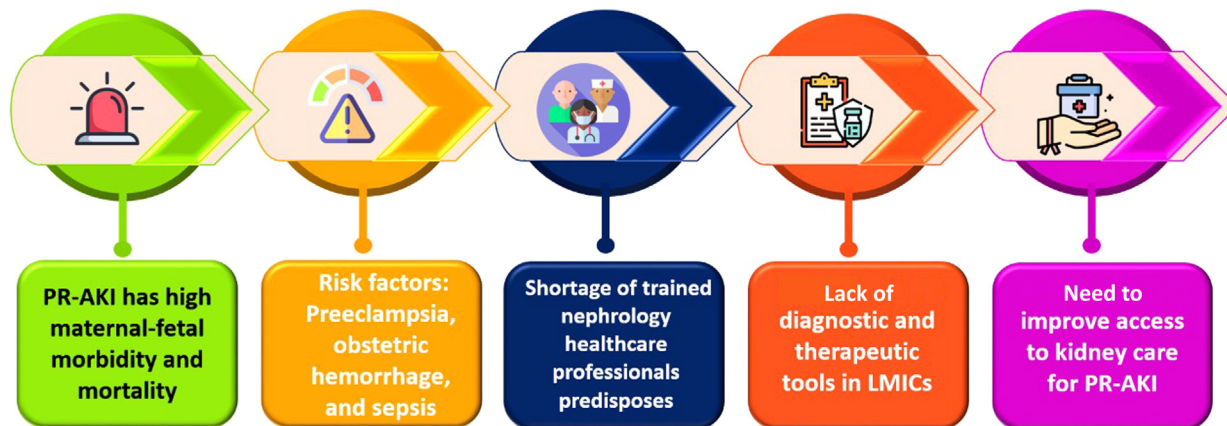 PR-AKI has high
maternal-fetal
morbidity and
mortality
Risk factors:
Preeclampsia,
obstetric
hemorrhage,
and sepsis
Shortage of trained
nephrology
healthcare
professionals
predisposes
Lack of
diagnostic and
therapeutic
tools in LMICs
Need to
improve access
to kidney care
for PR-AKI